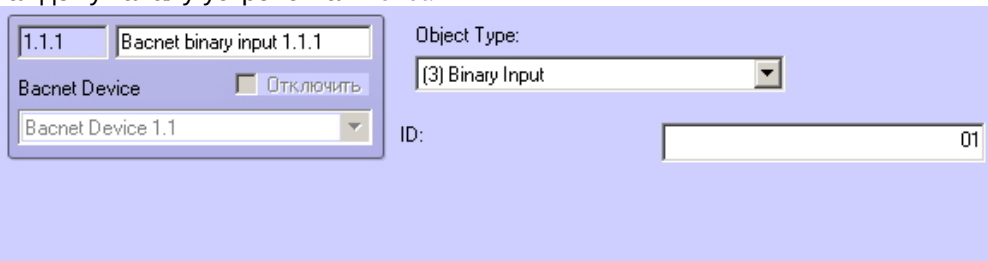 1.1.1 Bacnet binary input 1.1.1
Bacnet Device Отключить
Bacnet Device 1.1
Object Type:
(3) Binary Input
ID: 01